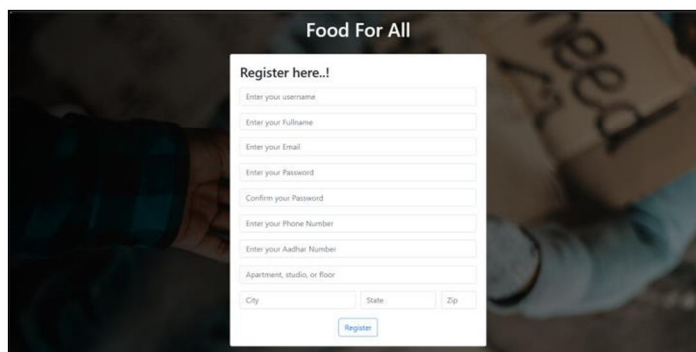 Food For All
Register here..!
Enter your username
Enter your Fullname
Enter your Email
Enter your Password
Confirm your Password
Enter your Phone Number
Enter your Aadhar Number
Apartment, studio, or floor
City State Zip
Register
need